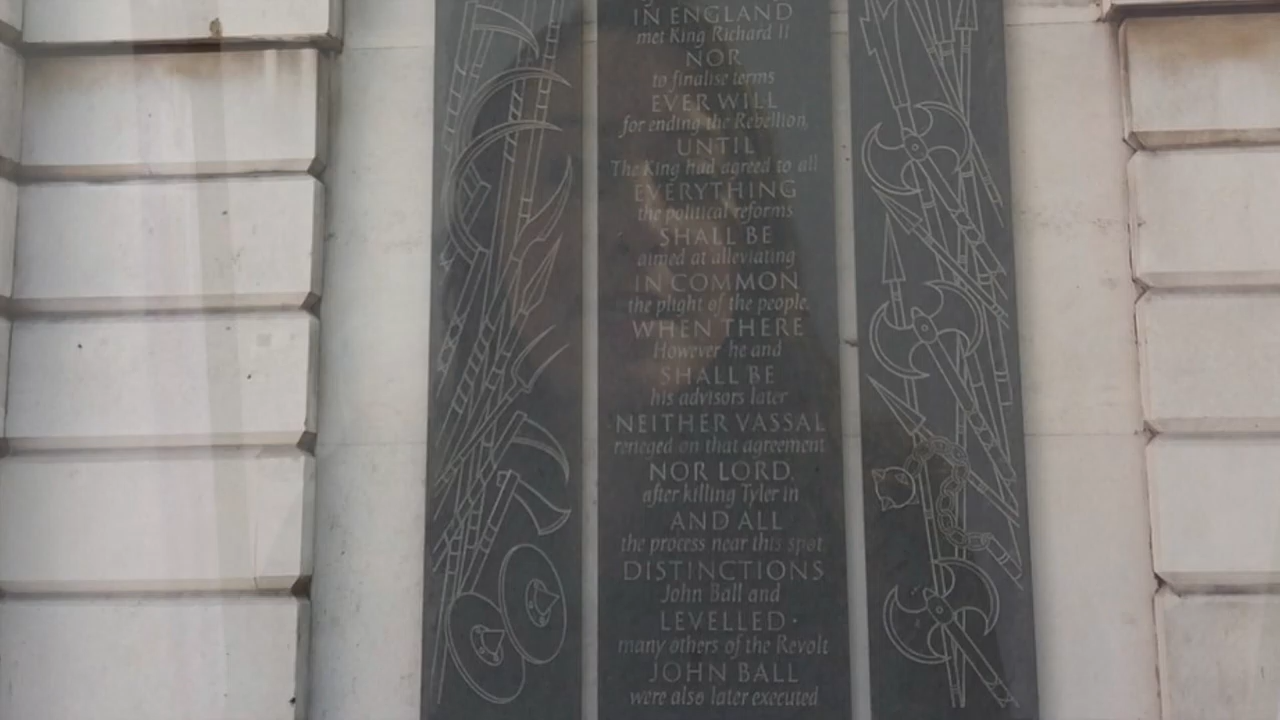 IN ENGLAND
met King Richard II
NOR
to finalise terms
EVER WILL
for ending the Rebellion,
UNTIL
The King had agreed to all
EVERYTHING
the political reforms
SHALL BE
aimed at alleviating
IN COMMON
the plight of the people.
WHEN THERE
However he and
SHALL BE
his advisors later
NEITHER VASSAL
reneged on that agreement
NOR LORD,
after killing Tyler in
AND ALL
the process near this spot.
DISTINCTIONS
John Ball and
LEVELLED ·
many others of the Revolt
JOHN BALL
were also later executed